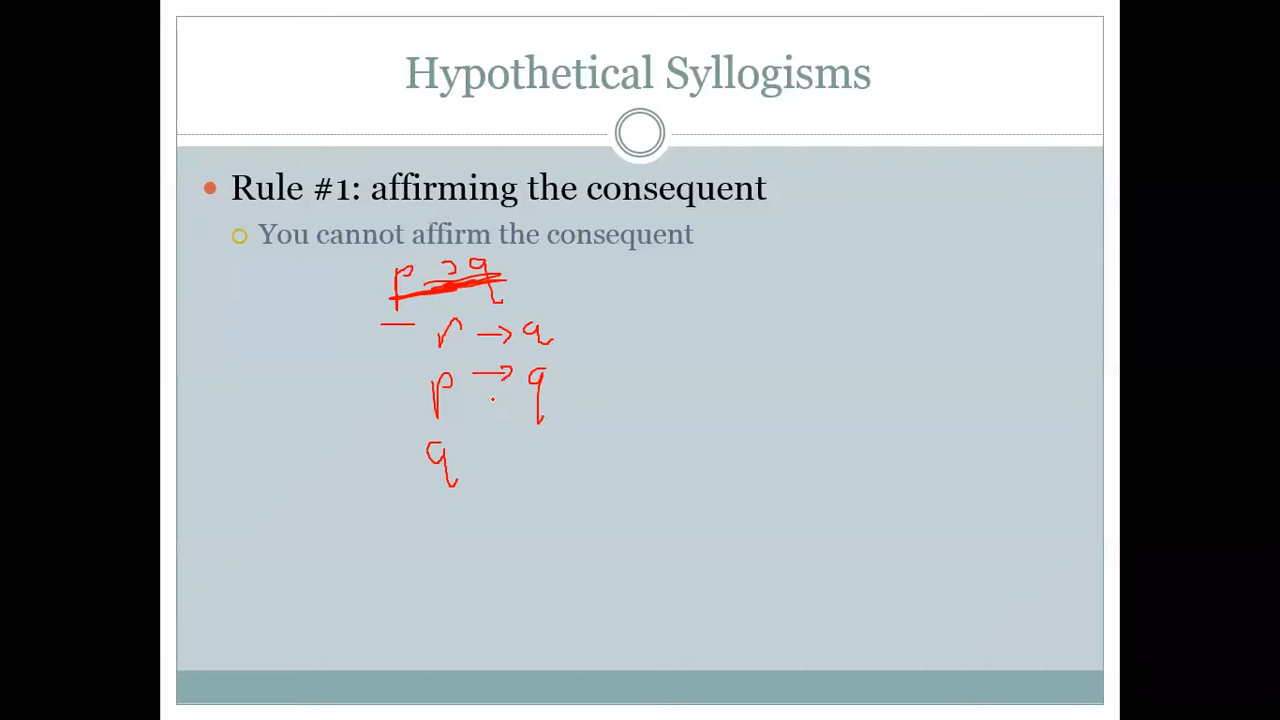 Hypothetical Syllogisms
Rule #1: affirming the consequent
You cannot affirm the consequent
p → q
r → q
p → q
q